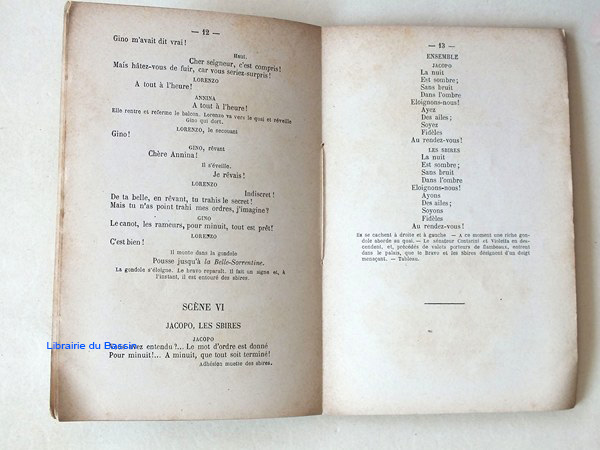 — 12 —
Gino m'avait dit vrai!
Haut.
Cher seigneur, c'est compris!
Mais hâtez-vous de fuir, car vous seriez-surpris!
LORENZO
A tout à l'heure!
ANNINA
A tout à l'heure!
Elle rentre et referme le balcon. Lorenzo va vers le quai et réveille
Gino qui dort.
LORENZO, le secouant
Gino!
GINO, rêvant
Chère Annina!
Il s'éveille.
Je rêvais!
LORENZO
Indiscret!
De ta belle, en rêvant, tu trahis le secret!
Mais tu n'as point trahi mes ordres, j'imagine?
GINO
Le canot, les rameurs, pour minuit, tout est prêt!
LORENZO
C'est bien!
Il monte dans la gondole
Pousse jusqu'à la Belle-Sorrentine.
La gondole s'éloigne. Le bravo reparaît. Il fait un signe et, à
l'instant, il est entouré des sbires.
SCÈNE VI
JACOPO, LES SBIRES
JACOPO
Vous avez entendu?... Le mot d'ordre est donné
Pour minuit!... A minuit, que tout soit terminé!
Adhésion muette des sbires.
Librairie du Bassin
— 13 —
ENSEMBLE
JACOPO
La nuit
Est sombre;
Sans bruit
Dans l'ombre
Eloignons-nous!
Ayez
Des ailes;
Soyez
Fidèles
Au rendez-vous!
LES SBIRES
La nuit
Est sombre;
Sans bruit
Dans l'ombre
Eloignons-nous!
Ayons
Des ailes;
Soyons
Fidèles
Au rendez-vous!
Ils se cachent à droite et à gauche. — A ce moment une riche gon-
dole aborde au quai. — Le sénateur Contarini et Violetta en des-
cendent, et, précédés de valets porteurs de flambeaux, entrent
dans le palais, que le Bravo et les Sbires désignent d'un doigt
menaçant. — Tableau.